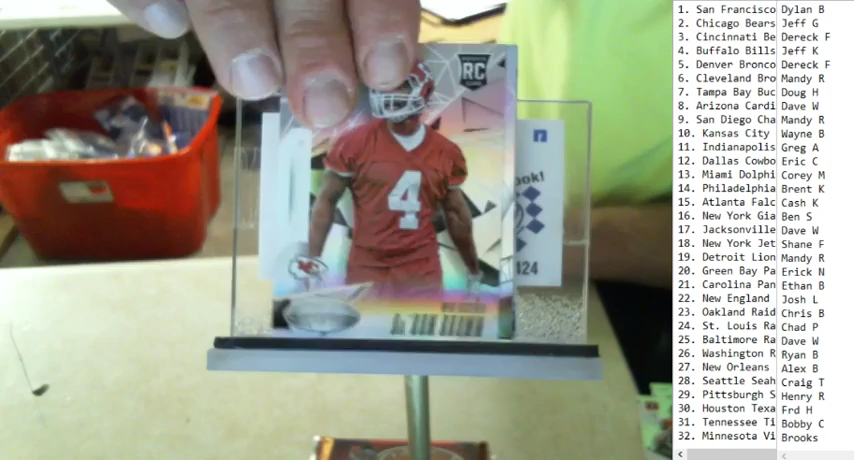 RC
4
ook!
424
1. San Francisco Dylan B
2. Chicago Bears Jeff G
3. Cincinnati Be Dereck F
4. Buffalo Bills Jeff K
5. Denver Bronco Dereck F
6. Cleveland Bro Mandy R
7. Tampa Bay Buc Doug H
8. Arizona Cardi Dave W
9. San Diego Cha Mandy R
10. Kansas City Wayne B
11. Indianapolis Greg A
12. Dallas Cowbo Eric C
13. Miami Dolphi Corey M
14. Philadelphia Brent K
15. Atlanta Falc Cash K
16. New York Gia Ben S
17. Jacksonville Dave W
18. New York Jet Shane F
19. Detroit Lion Mandy R
20. Green Bay Pa Erick N
21. Carolina Pan Ethan B
22. New England Josh L
23. Oakland Raid Chris B
24. St. Louis Ra Chad P
25. Baltimore Ra Dave W
26. Washington R Ryan B
27. New Orleans Alex B
28. Seattle Seah Craig T
29. Pittsburgh S Henry R
30. Houston Texa Frd H
31. Tennessee Ti Bobby C
32. Minnesota Vi Brooks